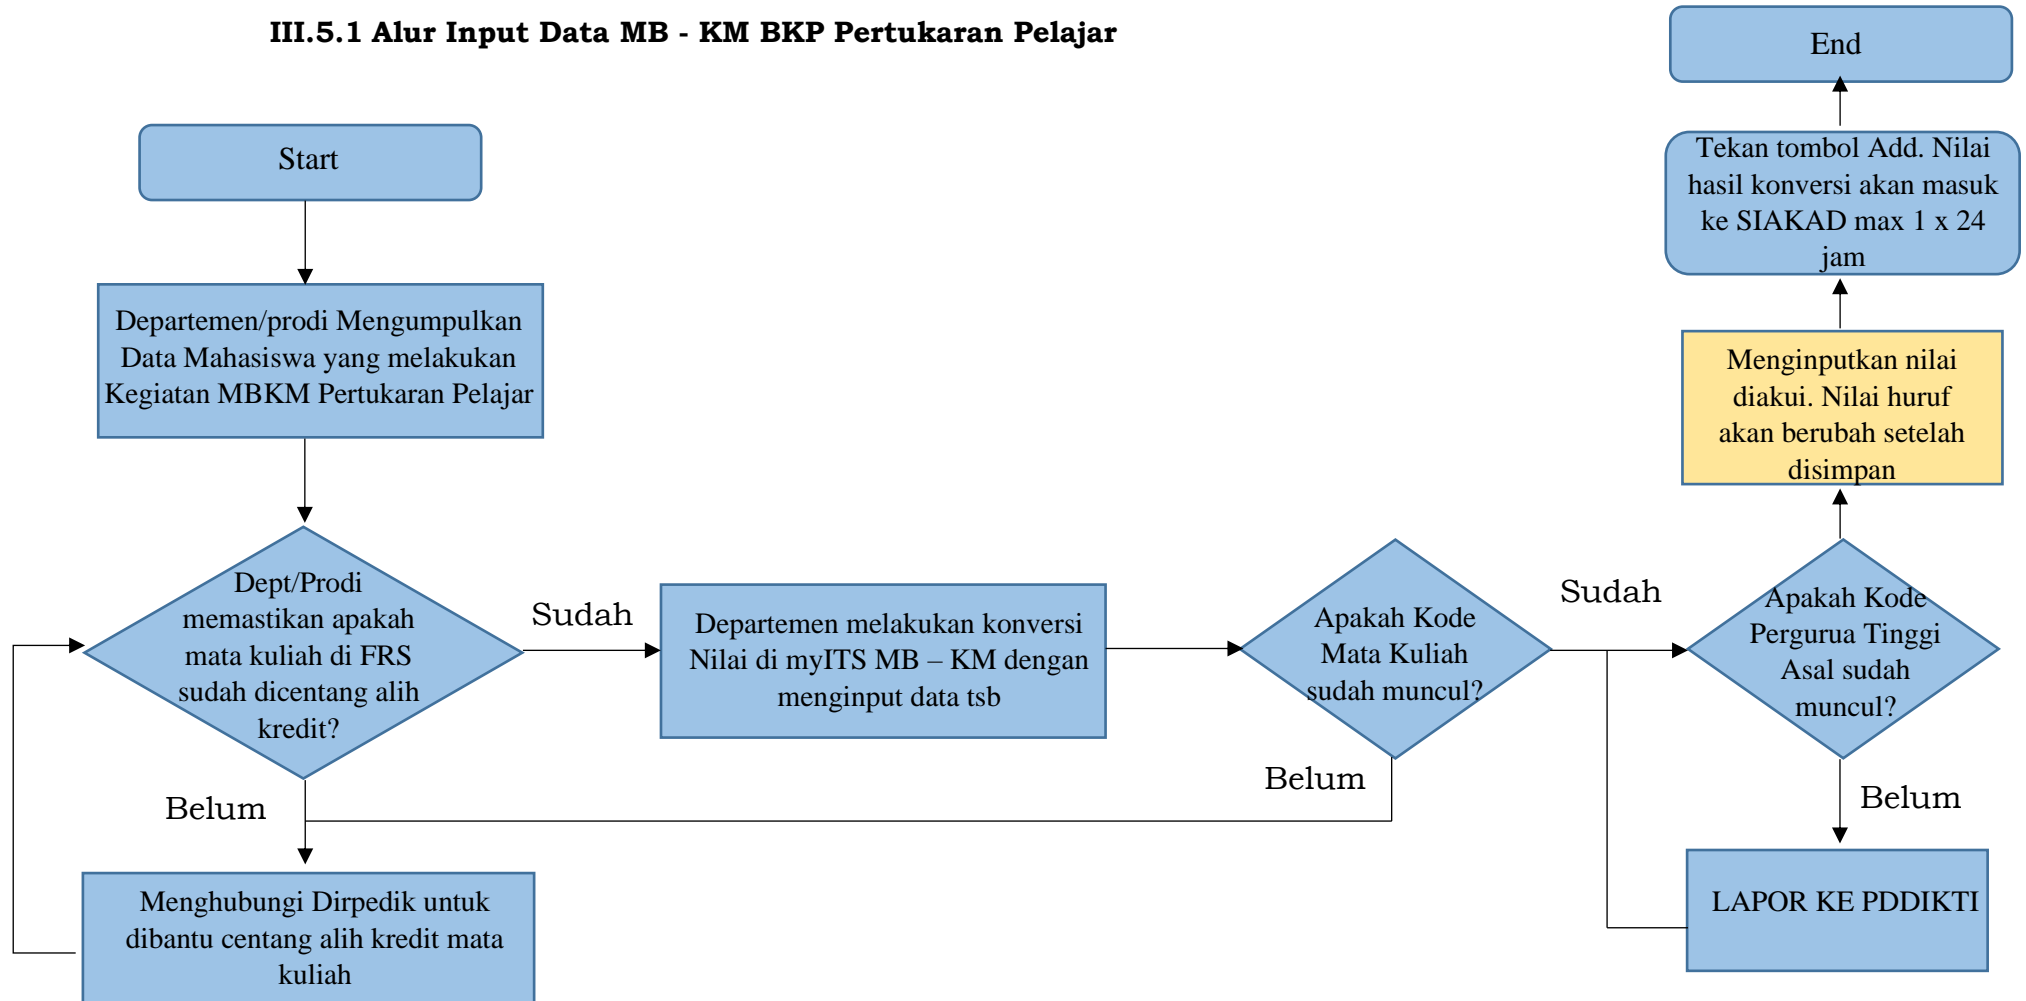 III.5.1 Alur Input Data MB - KM BKP Pertukaran Pelajar
Start
Departemen/prodi Mengumpulkan
Data Mahasiswa yang melakukan
Kegiatan MBKM Pertukaran Pelajar
Dept/Prodi
memastikan apakah
mata kuliah di FRS
sudah dicentang alih
kredit?
Belum
Menghubungi Dirpedik untuk
dibantu centang alih kredit mata
kuliah
Sudah
Departemen melakukan konversi
Nilai di myITS MB – KM dengan
menginput data tsb
Apakah Kode
Mata Kuliah
sudah muncul?
Belum
Sudah
Apakah Kode
Pergurua Tinggi
Asal sudah
muncul?
Belum
LAPOR KE PDDIKTI
Menginputkan nilai
diakui. Nilai huruf
akan berubah setelah
disimpan
Tekan tombol Add. Nilai
hasil konversi akan masuk
ke SIAKAD max 1 x 24
jam
End